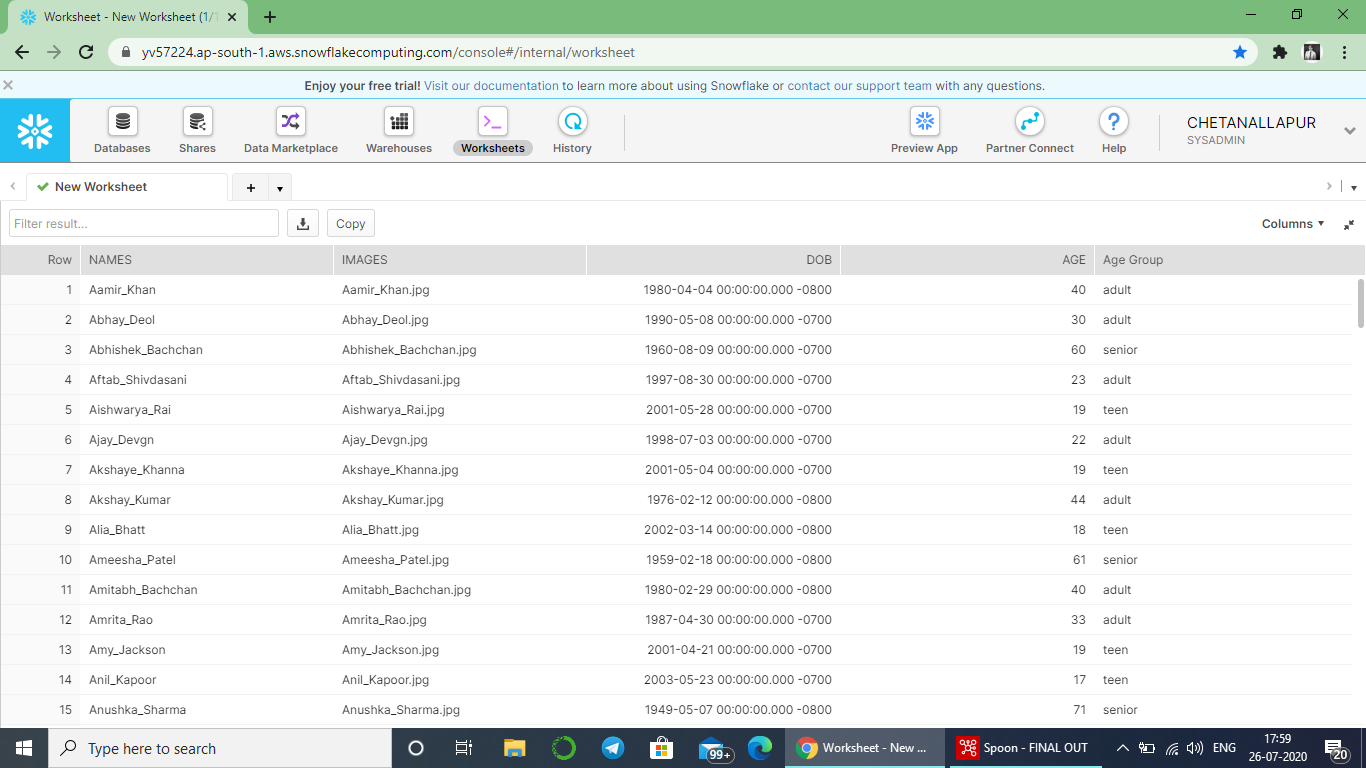 Worksheet - New Worksheet (1/1
yv57224.ap-south-1.aws.snowflakecomputing.com/console#/internal/worksheet
Enjoy your free trial! Visit our documentation to learn more about using Snowflake or contact our support team with any questions.
Databases Shares Data Marketplace Warehouses Worksheets History Preview App Partner Connect Help CHETANALLAPUR
SYSADMIN
New Worksheet
Filter result... Copy Columns
Row NAMES IMAGES DOB AGE Age Group
1 Aamir_Khan Aamir_Khan.jpg 1980-04-04 00:00:00.000 -0800 40 adult
2 Abhay_Deol Abhay_Deol.jpg 1990-05-08 00:00:00.000 -0700 30 adult
3 Abhishek_Bachchan Abhishek_Bachchan.jpg 1960-08-09 00:00:00.000 -0700 60 senior
4 Aftab_Shivdasani Aftab_Shivdasani.jpg 1997-08-30 00:00:00.000 -0700 23 adult
5 Aishwarya_Rai Aishwarya_Rai.jpg 2001-05-28 00:00:00.000 -0700 19 teen
6 Ajay_Devgn Ajay_Devgn.jpg 1998-07-03 00:00:00.000 -0700 22 adult
7 Akshaye_Khanna Akshaye_Khanna.jpg 2001-05-04 00:00:00.000 -0700 19 teen
8 Akshay_Kumar Akshay_Kumar.jpg 1976-02-12 00:00:00.000 -0800 44 adult
9 Alia_Bhatt Alia_Bhatt.jpg 2002-03-14 00:00:00.000 -0800 18 teen
10 Ameesha_Patel Ameesha_Patel.jpg 1959-02-18 00:00:00.000 -0800 61 senior
11 Amitabh_Bachchan Amitabh_Bachchan.jpg 1980-02-29 00:00:00.000 -0800 40 adult
12 Amrita_Rao Amrita_Rao.jpg 1987-04-30 00:00:00.000 -0700 33 adult
13 Amy_Jackson Amy_Jackson.jpg 2001-04-21 00:00:00.000 -0700 19 teen
14 Anil_Kapoor Anil_Kapoor.jpg 2003-05-23 00:00:00.000 -0700 17 teen
15 Anushka_Sharma Anushka_Sharma.jpg 1949-05-07 00:00:00.000 -0800 71 senior
Type here to search 99+ Worksheet - New ... Spoon - FINAL OUT ENG 17:59
26-07-2020 20